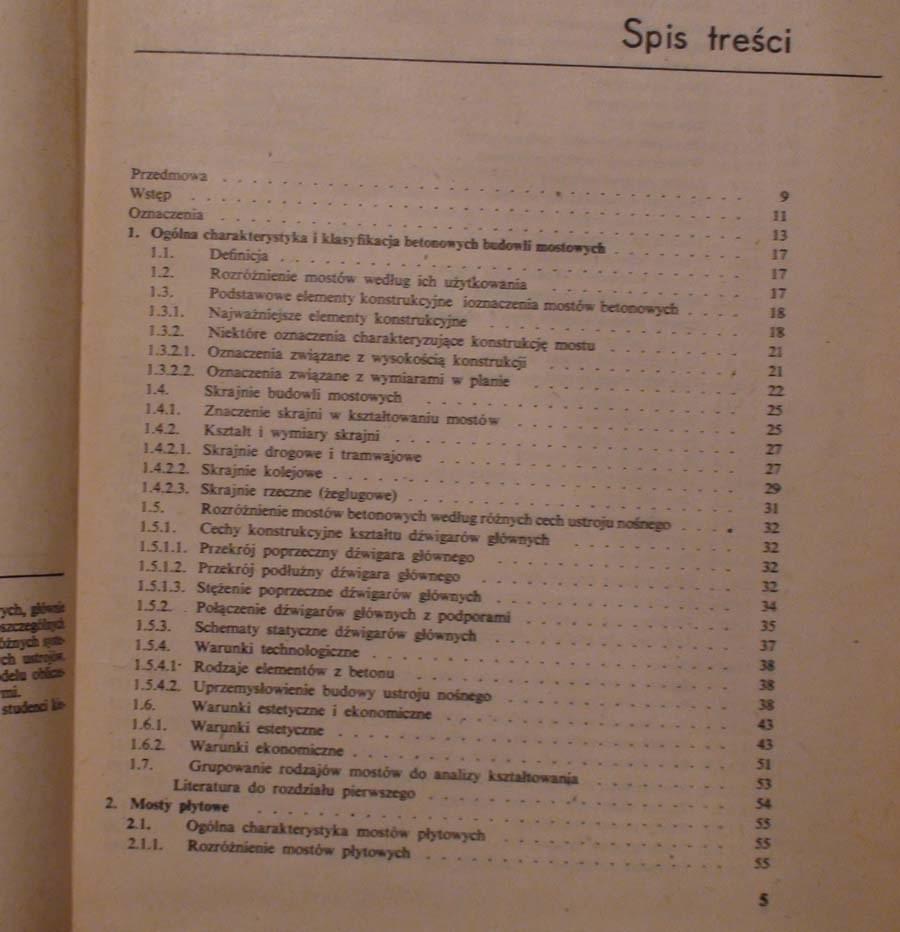 Spis treści
Przedmowa 9
Wstęp 11
Oznaczenia 13
1. Ogólna charakterystyka i klasyfikacja betonowych budowli mostowych 17
1.1. Definicja 17
1.2. Rozróżnienie mostów według ich użytkowania 17
1.3. Podstawowe elementy konstrukcyjne ioznaczenia mostów betonowych 18
1.3.1. Najważniejsze elementy konstrukcyjne 18
1.3.2. Niektóre oznaczenia charakteryzujące konstrukcję mostu 21
1.3.2.1. Oznaczenia związane z wysokością konstrukcji 21
1.3.2.2. Oznaczenia związane z wymiarami w planie 22
1.4. Skrajnie budowli mostowych 25
1.4.1. Znaczenie skrajni w kształtowaniu mostów 25
1.4.2. Kształt i wymiary skrajni 27
1.4.2.1. Skrajnie drogowe i tramwajowe 27
1.4.2.2. Skrajnie kolejowe 29
1.4.2.3. Skrajnie rzeczne (żeglugowe) 31
1.5. Rozróżnienie mostów betonowych według różnych cech ustroju nośnego 32
1.5.1. Cechy konstrukcyjne kształtu dźwigarów głównych 32
1.5.1.1. Przekrój poprzeczny dźwigara głównego 32
1.5.1.2. Przekrój podłużny dźwigara głównego 32
1.5.1.3. Stężenie poprzeczne dźwigarów głównych 34
1.5.2. Połączenie dźwigarów głównych z podporami 35
1.5.3. Schematy statyczne dźwigarów głównych 37
1.5.4. Warunki technologiczne 38
1.5.4.1. Rodzaje elementów z betonu 38
1.5.4.2. Uprzemysłowienie budowy ustroju nośnego 38
1.6. Warunki estetyczne i ekonomiczne 43
1.6.1. Warunki estetyczne 43
1.6.2. Warunki ekonomiczne 51
1.7. Grupowanie rodzajów mostów do analizy kształtowania 53
Literatura do rozdziału pierwszego 54
2. Mosty płytowe 55
2.1. Ogólna charakterystyka mostów płytowych 55
2.1.1. Rozróżnienie mostów płytowych 55
5
ych, głównie
ch ustrojów,
mi.
studenci